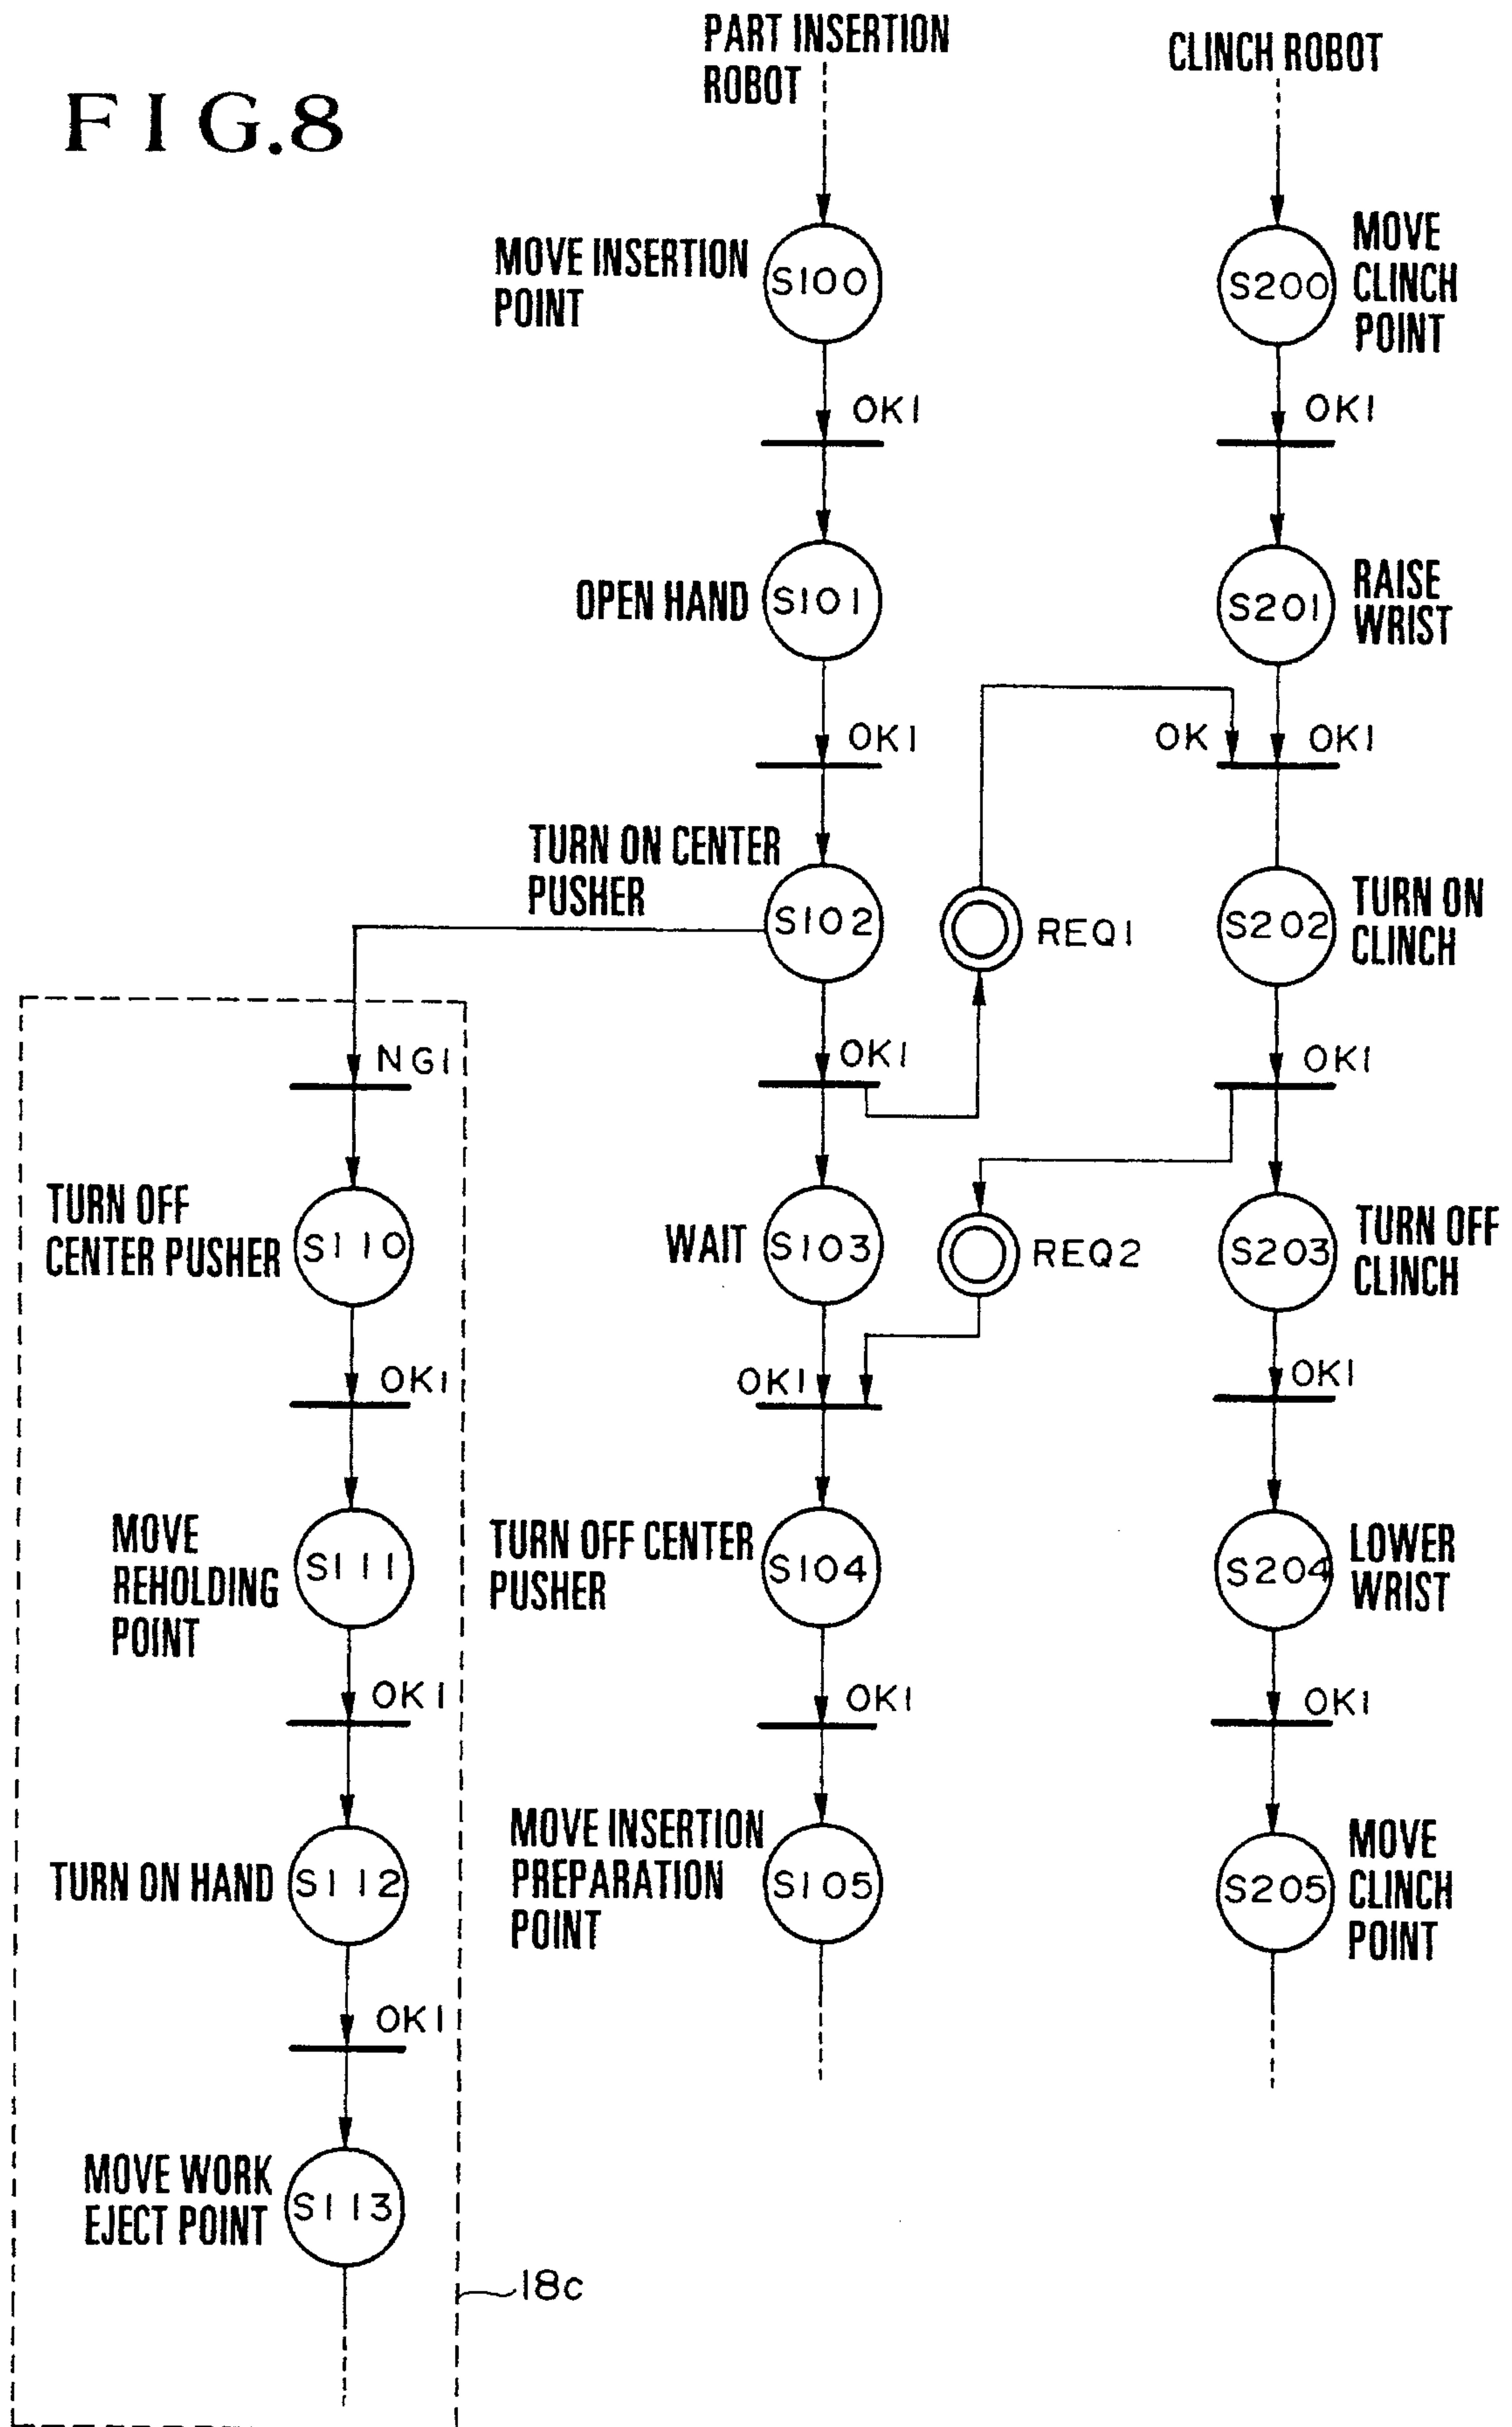 FIG.8
PART INSERTION
ROBOT
CLINCH ROBOT
MOVE INSERTION
POINT
S100
S200
MOVE
CLINCH
POINT
OK1
OK1
OPEN HAND
S101
S201
RAISE
WRIST
OK1
OK
OK1
TURN ON CENTER
PUSHER
S102
REQ1
S202
TURN ON
CLINCH
NG1
OK1
OK1
TURN OFF
CENTER PUSHER
S110
WAIT
S103
REQ2
S203
TURN OFF
CLINCH
OK1
OK1
OK1
MOVE
REHOLDING
POINT
S111
TURN OFF CENTER
PUSHER
S104
S204
LOWER
WRIST
OK1
OK1
OK1
TURN ON HAND
S112
MOVE INSERTION
PREPARATION
POINT
S105
S205
MOVE
CLINCH
POINT
OK1
MOVE WORK
EJECT POINT
S113
18c